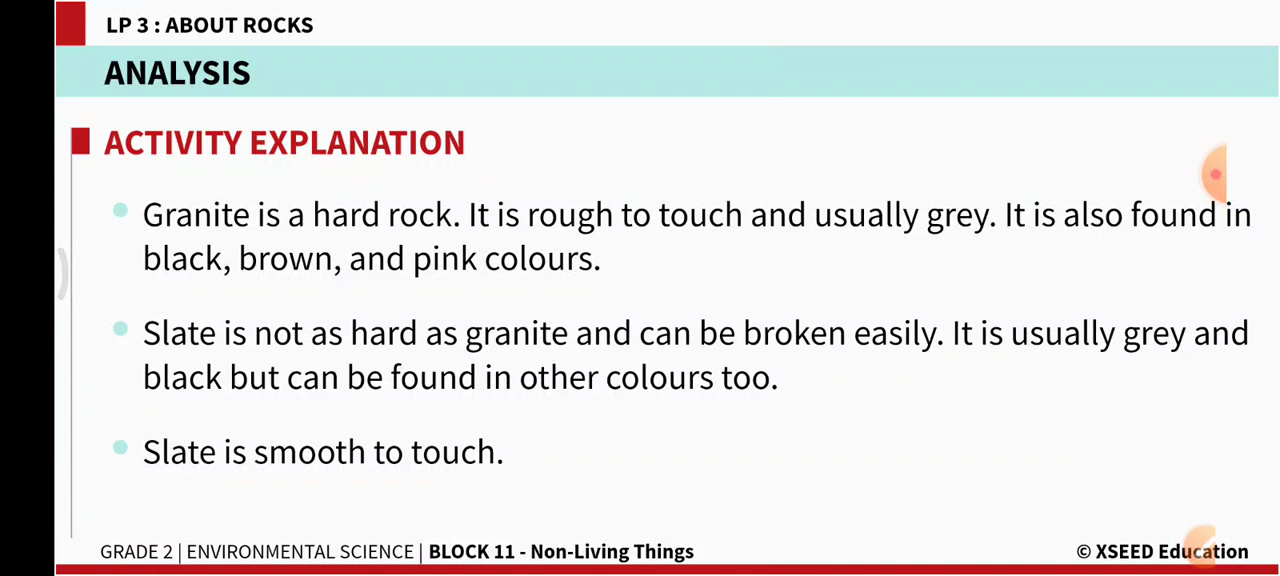 LP 3 : ABOUT ROCKS
ANALYSIS
ACTIVITY EXPLANATION
Granite is a hard rock. It is rough to touch and usually grey. It is also found in
black, brown, and pink colours.
Slate is not as hard as granite and can be broken easily. It is usually grey and
black but can be found in other colours too.
Slate is smooth to touch.
GRADE 2 | ENVIRONMENTAL SCIENCE | BLOCK 11 - Non-Living Things
© XSEED Education